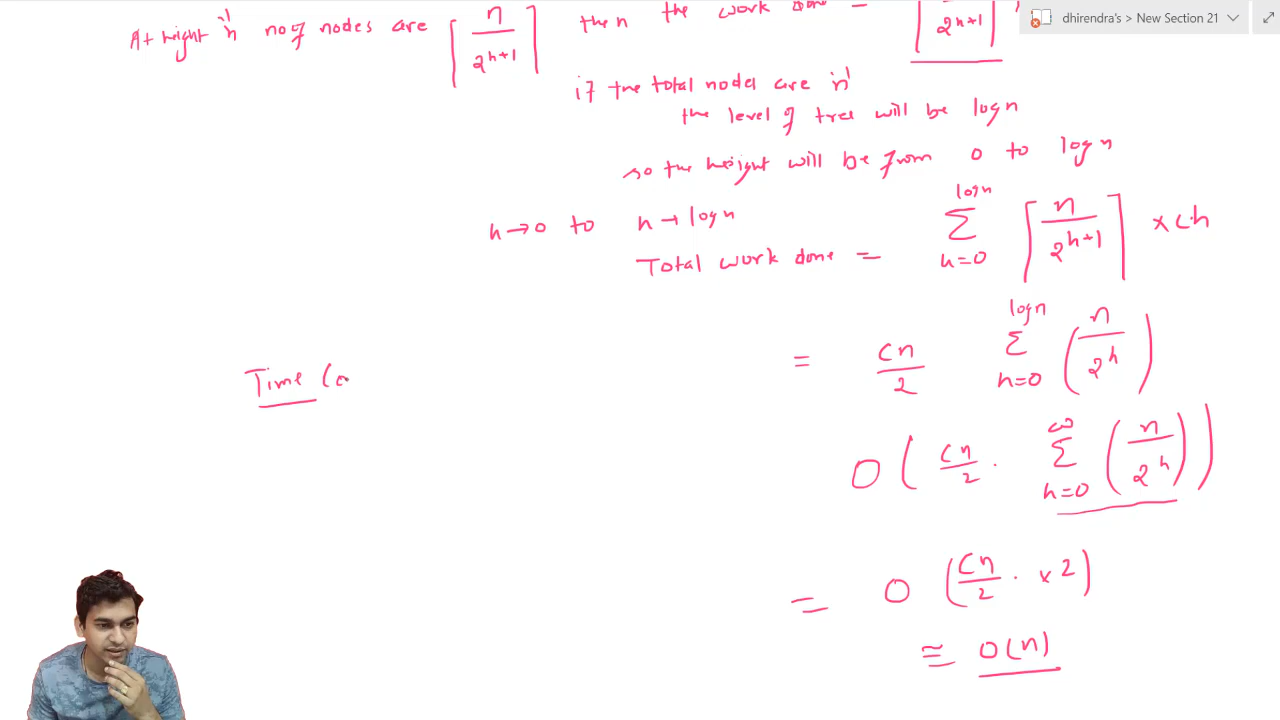 dhirendra's > New Section 21
At height 'h' no of nodes are ⌈n/2^(h+1)⌉ then the work done = ⌈ /2^(h+1)⌉
if the total node are 'n'
the level of tree will be log n
so the height will be from 0 to log n
h→0 to h→log n
Total work done = Σ_(h=0)^(log n) ⌈n/2^(h+1)⌉ × c·h
= cn/2 Σ_(h=0)^(log n) (n/2^h)
O(cn/2 · Σ_(h=0)^∞ (n/2^h))
Time Co
= O(cn/2 · × 2)
≡ O(n)